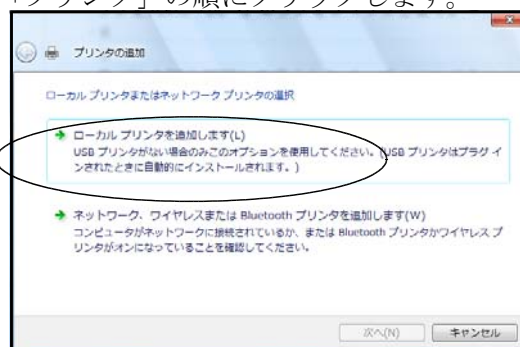 「プリンタ」の順にクリックします。
プリンタの追加
ローカル プリンタまたはネットワーク プリンタの選択
ローカル プリンタを追加します(L)
USB プリンタがない場合のみこのオプションを使用してください。(USB プリンタはプラグ イ
ンされたときに自動的にインストールされます。)
ネットワーク、ワイヤレスまたは Bluetooth プリンタを追加します(W)
コンピュータがネットワークに接続されているか、または Bluetooth プリンタかワイヤレス プ
リンタがオンになっていることを確認してください。
次へ(N)
キャンセル